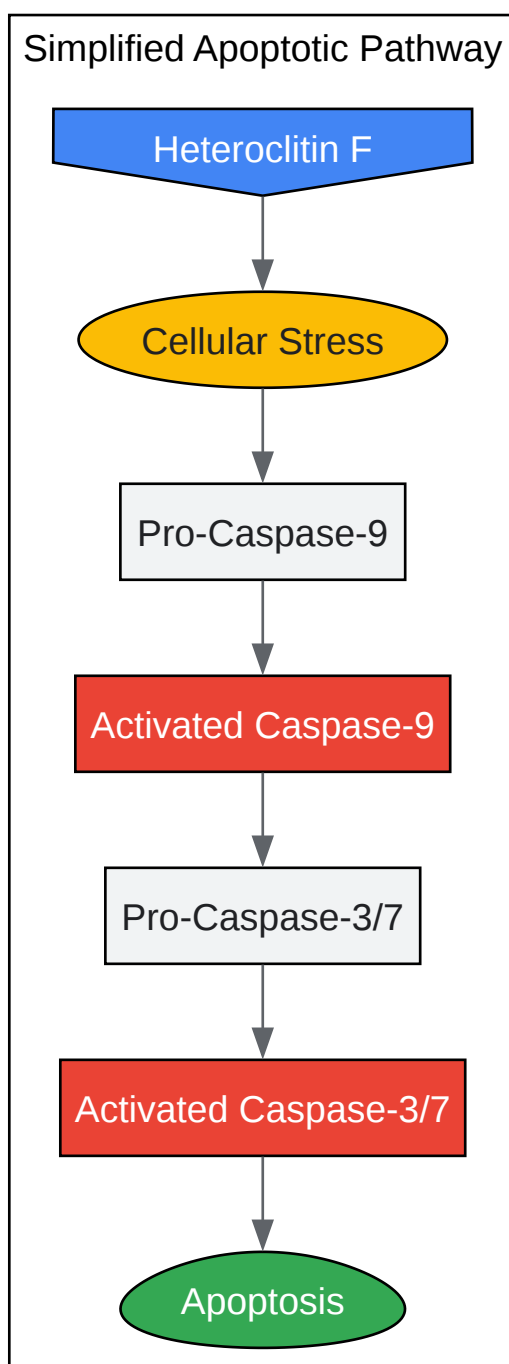 Simplified Apoptotic Pathway
Heteroclitin F
Cellular Stress
Pro-Caspase-9
Activated Caspase-9
Pro-Caspase-3/7
Activated Caspase-3/7
Apoptosis